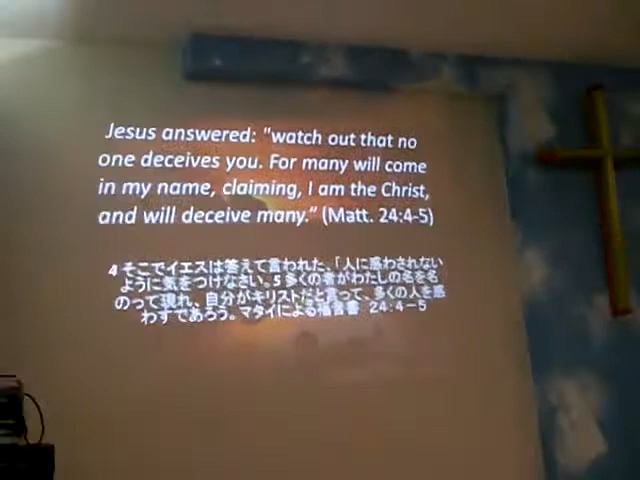 Jesus answered: "watch out that no
one deceives you. For many will come
in my name, claiming, I am the Christ,
and will deceive many." (Matt. 24:4-5)
4 そこでイエスは答えて言われた、「人に惑わされない
ように気をつけなさい。5 多くの者がわたしの名を名
のって現れ、自分がキリストだと言って、多くの人を惑
わすであろう。マタイによる福音書 24:4-5